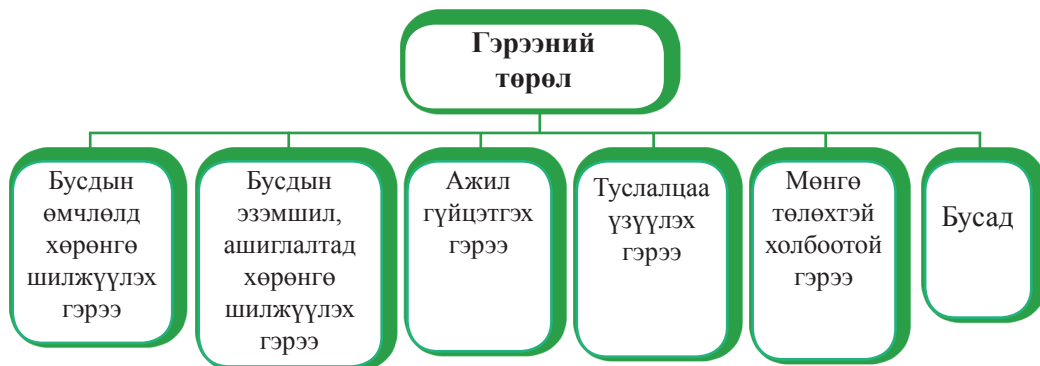 Гэрээний
төрөл
Бусдын
өмчлөлд
хөрөнгө
шилжүүлэх
гэрээ
Бусдын
эзэмшил,
ашиглалтад
хөрөнгө
шилжүүлэх
гэрээ
Ажил
гүйцэтгэх
гэрээ
Туслалцаа
үзүүлэх
гэрээ
Мөнгө
төлөхтэй
холбоотой
гэрээ
Бусад